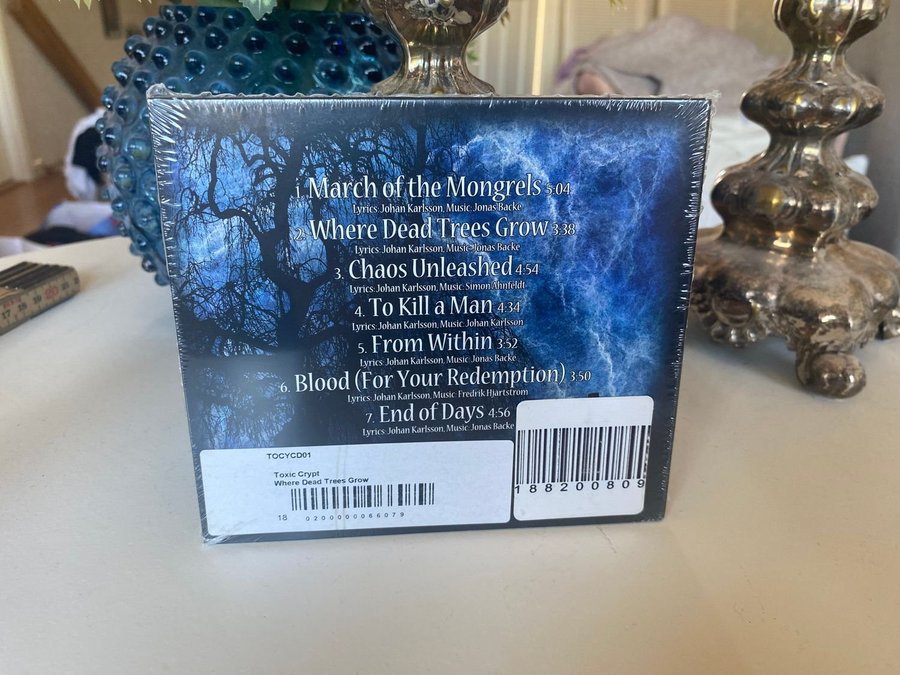 1. March of the Mongrels 5:04
Lyrics: Johan Karlsson, Music: Jonas Backe
2. Where Dead Trees Grow 3:38
Lyrics: Johan Karlsson, Music: Jonas Backe
3. Chaos Unleashed 4:54
Lyrics: Johan Karlsson, Music: Simon Ahnfeldt
4. To Kill a Man 4:34
Lyrics: Johan Karlsson, Music: Johan Karlsson
5. From Within 3:52
Lyrics: Johan Karlsson, Music: Jonas Backe
6. Blood (For Your Redemption) 3:50
Lyrics: Johan Karlsson, Music: Fredrik Hjärtström
7. End of Days 4:56
Lyrics: Johan Karlsson, Music: Jonas Backe
TOCYCD01
Toxic Crypt
Where Dead Trees Grow
18 0200000066079
188200809
17 20